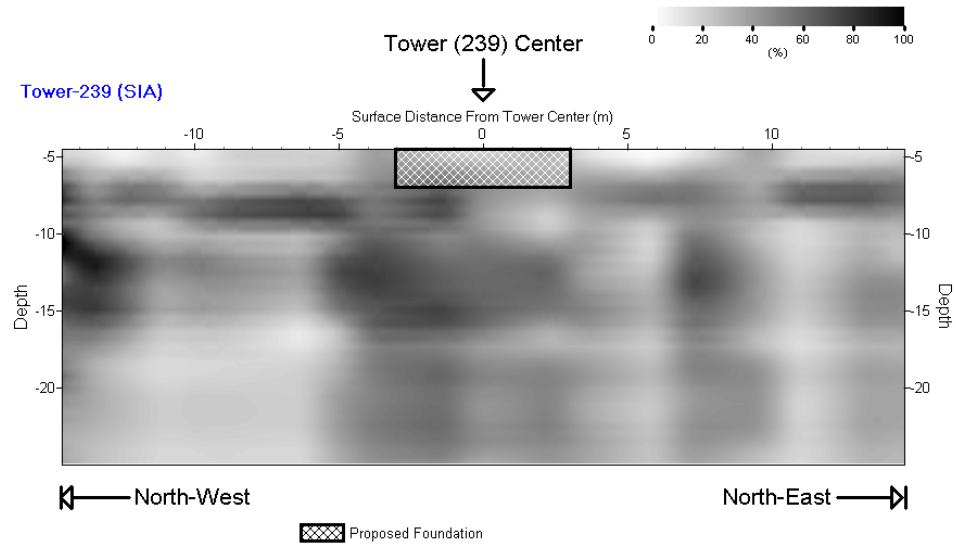 0 20 40 60 80 100
(%)
Tower (239) Center
Tower-239 (SIA)
Surface Distance From Tower Center (m)
-10 -5 0 5 10
-5 -5
-10 -10
Depth Depth
-15 -15
-20 -20
North-West North-East
Proposed Foundation